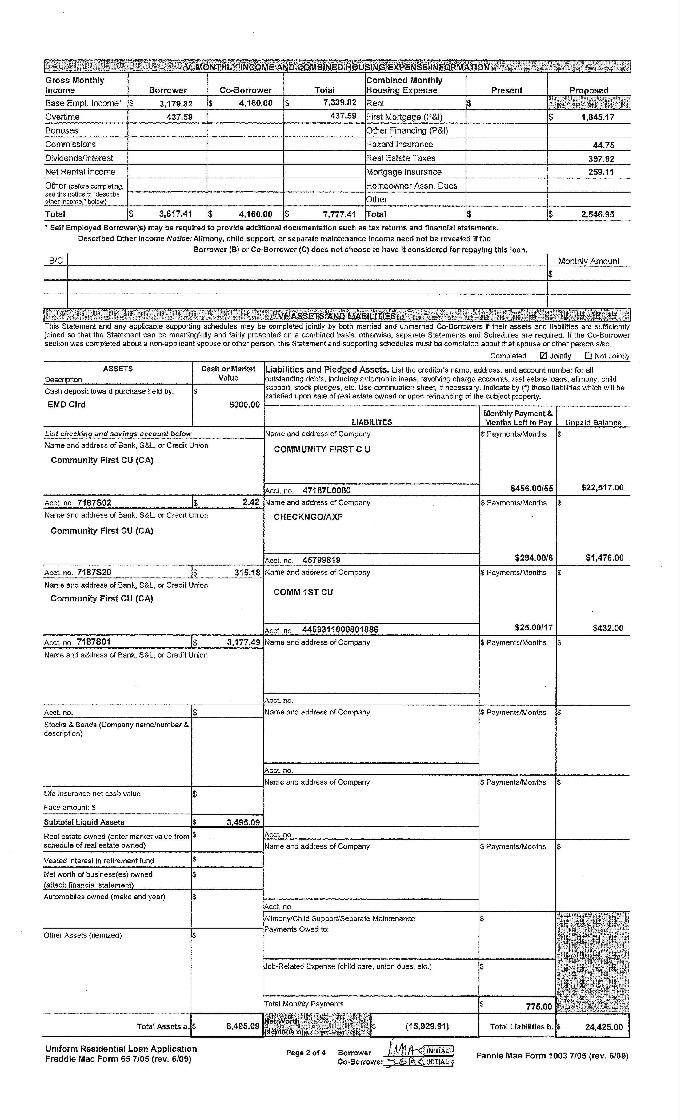 V. MONTHLY INCOME AND COMBINED HOUSING EXPENSE INFORMATION
Gross Monthly Income Borrower Co-Borrower Total Combined Monthly Housing Expense Present Proposed
Base Empl. Income* $ 3,179.82 $ 4,160.00 $ 7,339.82 Rent $
Overtime 437.59 437.59 First Mortgage (P&I) $ 1,845.17
Bonuses Other Financing (P&I)
Commissions Hazard Insurance 44.75
Dividends/Interest Real Estate Taxes 397.92
Net Rental Income Mortgage Insurance 259.11
Other (before completing, see the notice in "describe other income," below) Homeowner Assn. Dues
Other
Total $ 3,617.41 $ 4,160.00 $ 7,777.41 Total $ $ 2,546.95
* Self Employed Borrower(s) may be required to provide additional documentation such as tax returns and financial statements.
Described Other Income Notice: Alimony, child support, or separate maintenance income need not be revealed if the
Borrower (B) or Co-Borrower (C) does not choose to have it considered for repaying this loan.
B/C Monthly Amount
$
VI. ASSETS AND LIABILITIES
This Statement and any applicable supporting schedules may be completed jointly by both married and unmarried Co-Borrowers if their assets and liabilities are sufficiently
joined so that the Statement can be meaningfully and fairly presented on a combined basis; otherwise, separate Statements and Schedules are required. If the Co-Borrower
section was completed about a non-applicant spouse or other person, this Statement and supporting schedules must be completed about that spouse or other person also.
Completed Jointly Not Jointly
ASSETS Cash or Market Value
Description
Cash deposit toward purchase held by: $
EMD Clrd
List checking and savings account below
Name and address of Bank, S&L, or Credit Union
Community First CU (CA)
Acct. no. 7187S02 $ 2.42
Name and address of Bank, S&L, or Credit Union
Community First CU (CA)
Acct. no. 7187S20 $ 315.18
Name and address of Bank, S&L, or Credit Union
Community First CU (CA)
Acct. no. 7187S01 $ 3,177.49
Name and address of Bank, S&L, or Credit Union
Acct. no. $
Stocks & Bonds (Company name/number & description) $
Life insurance net cash value $
Face amount: $
Subtotal Liquid Assets $ 3,495.09
Real estate owned (enter market value from schedule of real estate owned) $
Vested interest in retirement fund $
Net worth of business(es) owned (attach financial statement) $
Automobiles owned (make and year) $
Other Assets (itemized) $
Total Assets a. $
Liabilities and Pledged Assets. List the creditor's name, address, and account number for all
outstanding debts, including automobile loans, revolving charge accounts, real estate loans, alimony, child
support, stock pledges, etc. Use continuation sheet, if necessary. Indicate by (*) those liabilities which will be
satisfied upon sale of real estate owned or upon refinancing of the subject property.
LIABILITIES Monthly Payment & Months Left to Pay Unpaid Balance
Name and address of Company $ Payments/Months $
COMMUNITY FIRST C U
Acct. no. 47187L0080 $456.00/55
Name and address of Company $ Payments/Months $
CHECKNGO/AXF
Acct. no. 45799819 $294.00/6 $1,476.00
Name and address of Company $ Payments/Months $
COMM 1ST CU
Acct. no. 4469311000801886 $25.00/17 $432.00
Name and address of Company $ Payments/Months $
Acct. no.
Name and address of Company $ Payments/Months $
Acct. no.
Name and address of Company $ Payments/Months $
Acct. no.
Name and address of Company $ Payments/Months $
Acct. no.
Alimony/Child Support/Separate Maintenance Payments Owed to: $
Job-Related Expense (child care, union dues, etc.) $
Total Monthly Payments $ 775.00
Net Worth $ (15,929.91) Total Liabilities b. $ 24,425.00
Uniform Residential Loan Application
Freddie Mac Form 65 7/05 (rev. 6/09)
Page 2 of 4
Borrower INITIAL
Co-Borrower INITIAL
Fannie Mae Form 1003 7/05 (rev. 6/09)